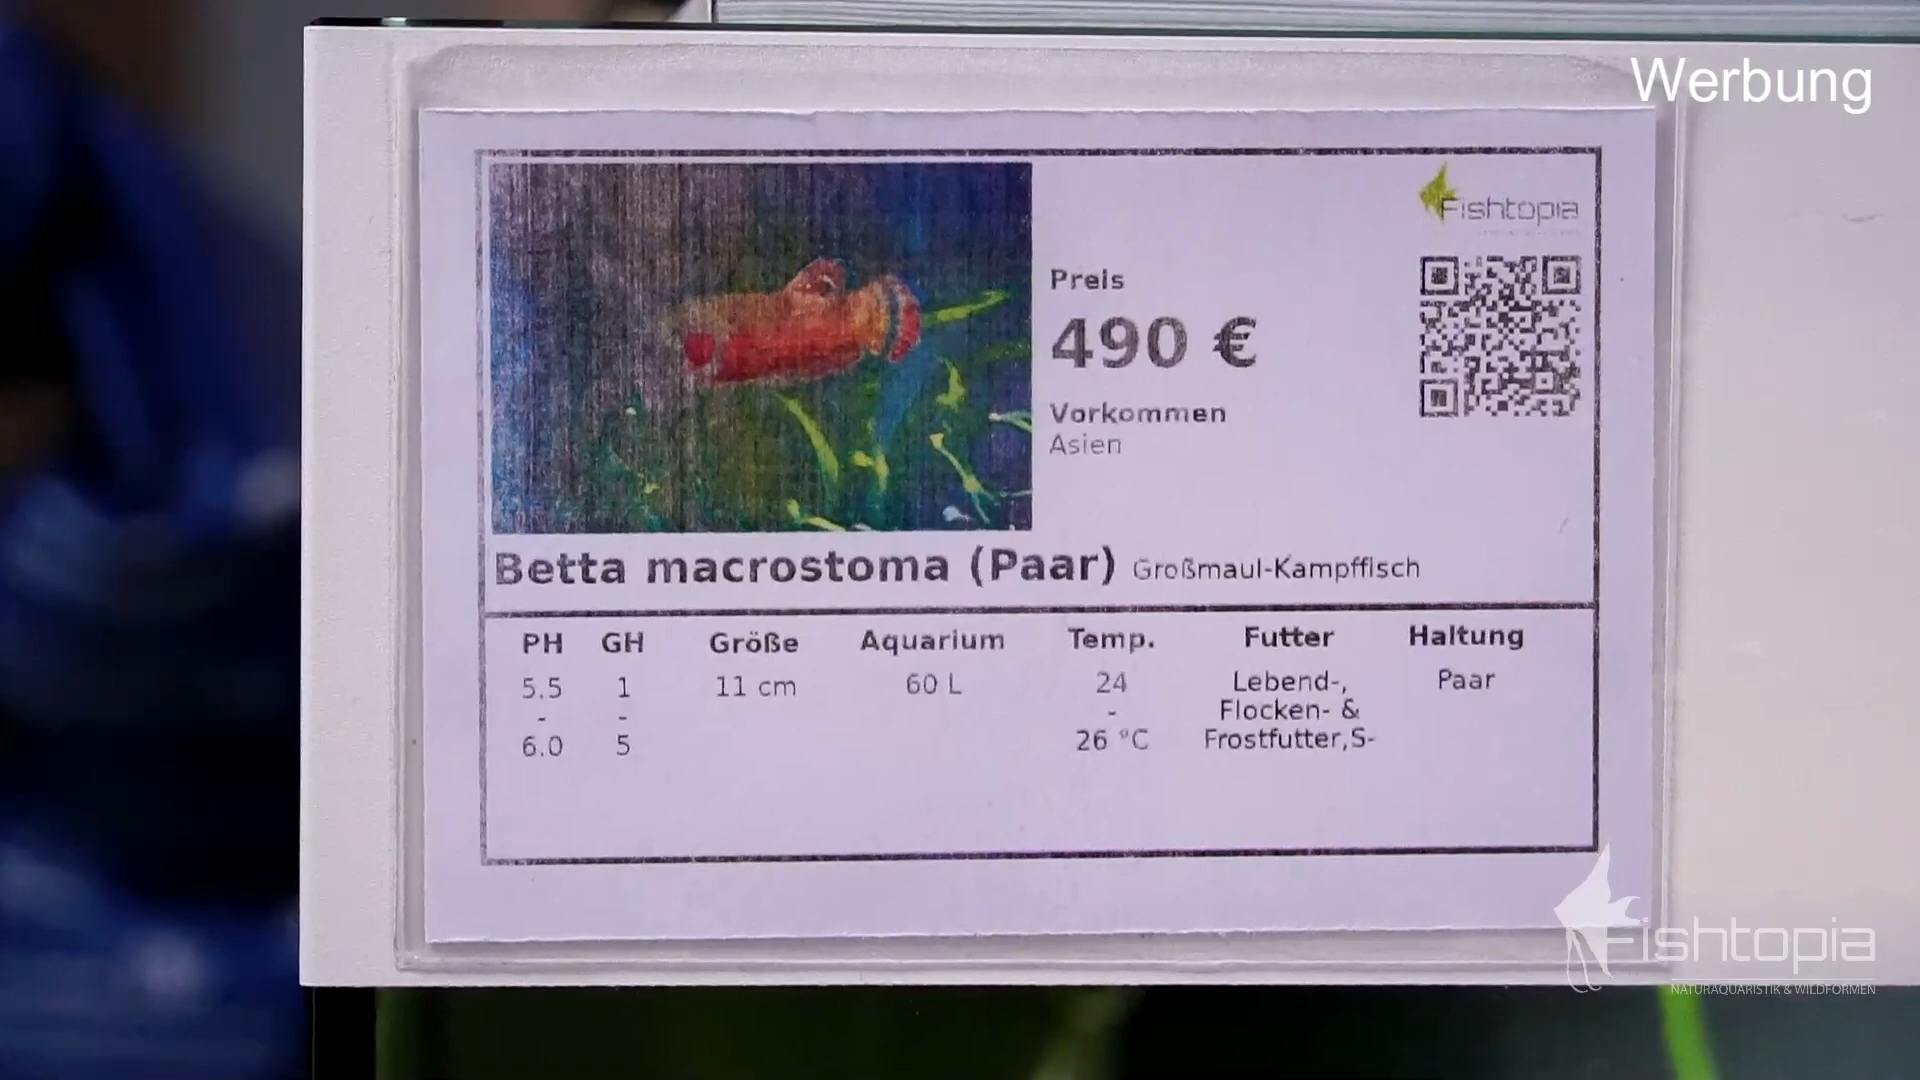 Werbung
Fishtopia
Preis
490 €
Vorkommen
Asien
Betta macrostoma (Paar) Großmaul-Kampffisch
PH GH Größe Aquarium Temp. Futter Haltung
5.5 1 11 cm 60 L 24 Lebend-, Paar
- - - Flocken- &
6.0 5 26 °C Frostfutter,S-
Fishtopia
NATURAQUARISTIK & WILDFORMEN